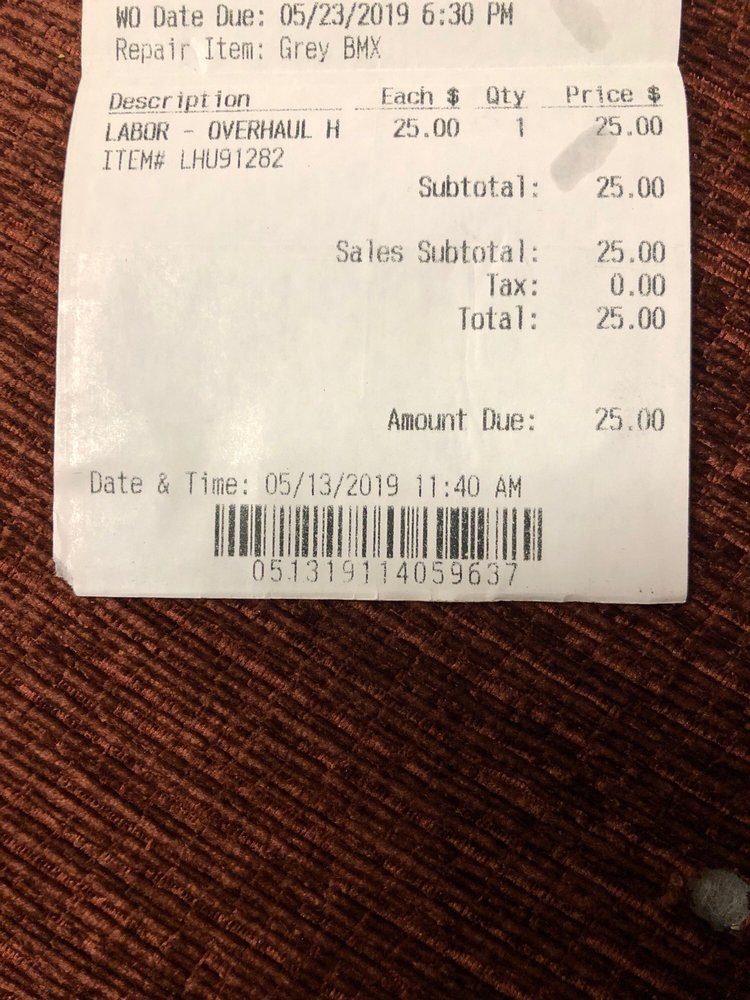 WO Date Due: 05/23/2019 6:30 PM
Repair Item: Grey BMX
Description Each $ Qty Price $
LABOR - OVERHAUL H 25.00 1 25.00
ITEM# LHU91282
Subtotal: 25.00
Sales Subtotal: 25.00
Tax: 0.00
Total: 25.00
Amount Due: 25.00
Date & Time: 05/13/2019 11:40 AM
051319114059637